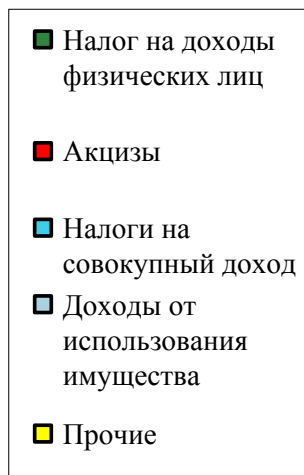 Налог на доходы
физических лиц
Акцизы
Налоги на
совокупный доход
Доходы от
использования
имущества
Прочие